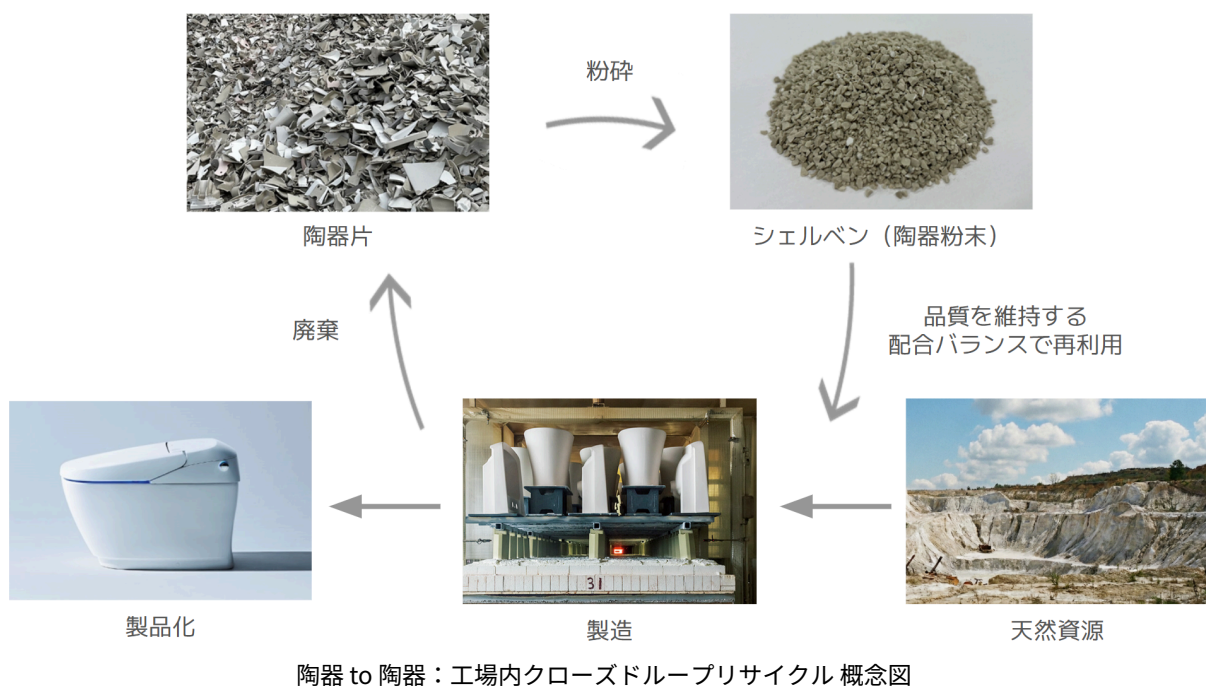 粉砕
陶器片
シェルベン（陶器粉末）
廃棄
品質を維持する
配合バランスで再利用
31
製品化
製造
天然資源
陶器 to 陶器：工場内クローズドループリサイクル 概念図